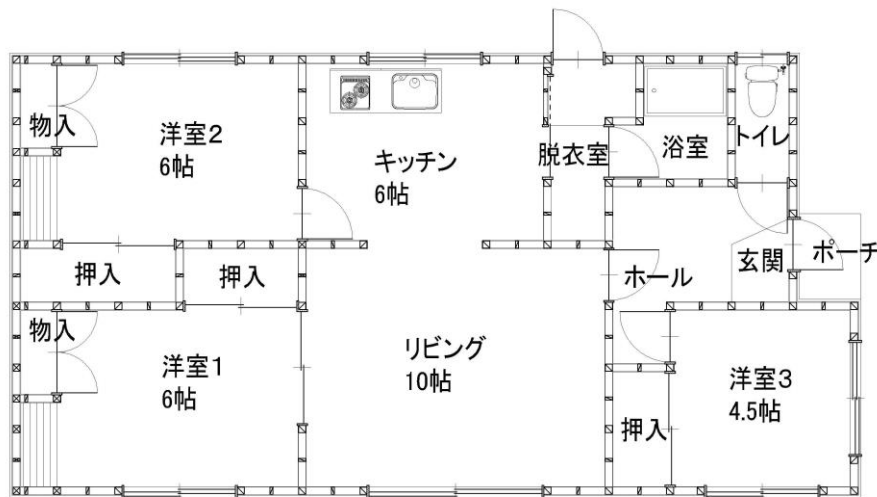 物入
洋室2
6帖
キッチン
6帖
脱衣室
浴室
トイレ
押入
押入
ホール
玄関
ポーチ
物入
洋室1
6帖
リビング
10帖
洋室3
4.5帖
押入